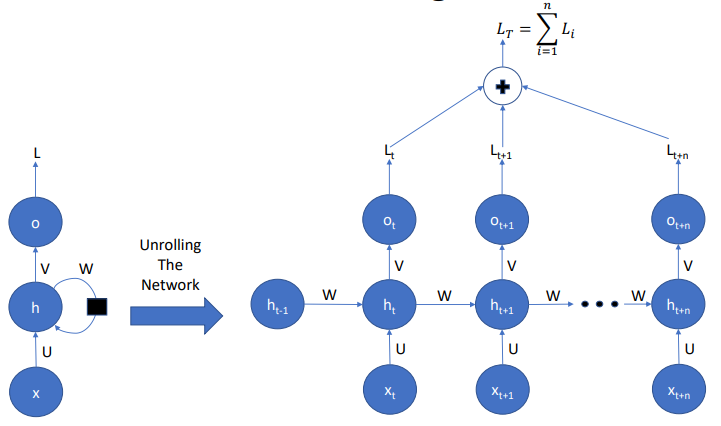 n
L_T = ∑ L_i
i=1
L
L_t
L_{t+1}
L_{t+n}
o
o_t
o_{t+1}
o_{t+n}
Unrolling
The
Network
V
W
V
V
V
h
h_{t-1}
W
h_t
W
h_{t+1}
W
•••
W
h_{t+n}
U
U
U
U
x
x_t
x_{t+1}
x_{t+n}